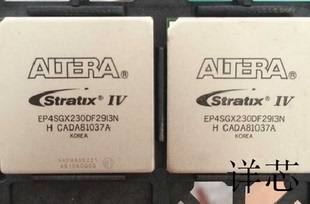 ALTERA®
Stratix® IV
EP4SGX230DF29I3N
H CADA81037A
KOREA
ALTERA®
Stratix® IV
EP4SGX230DF29I3N
H CADA81037A
KOREA
详芯